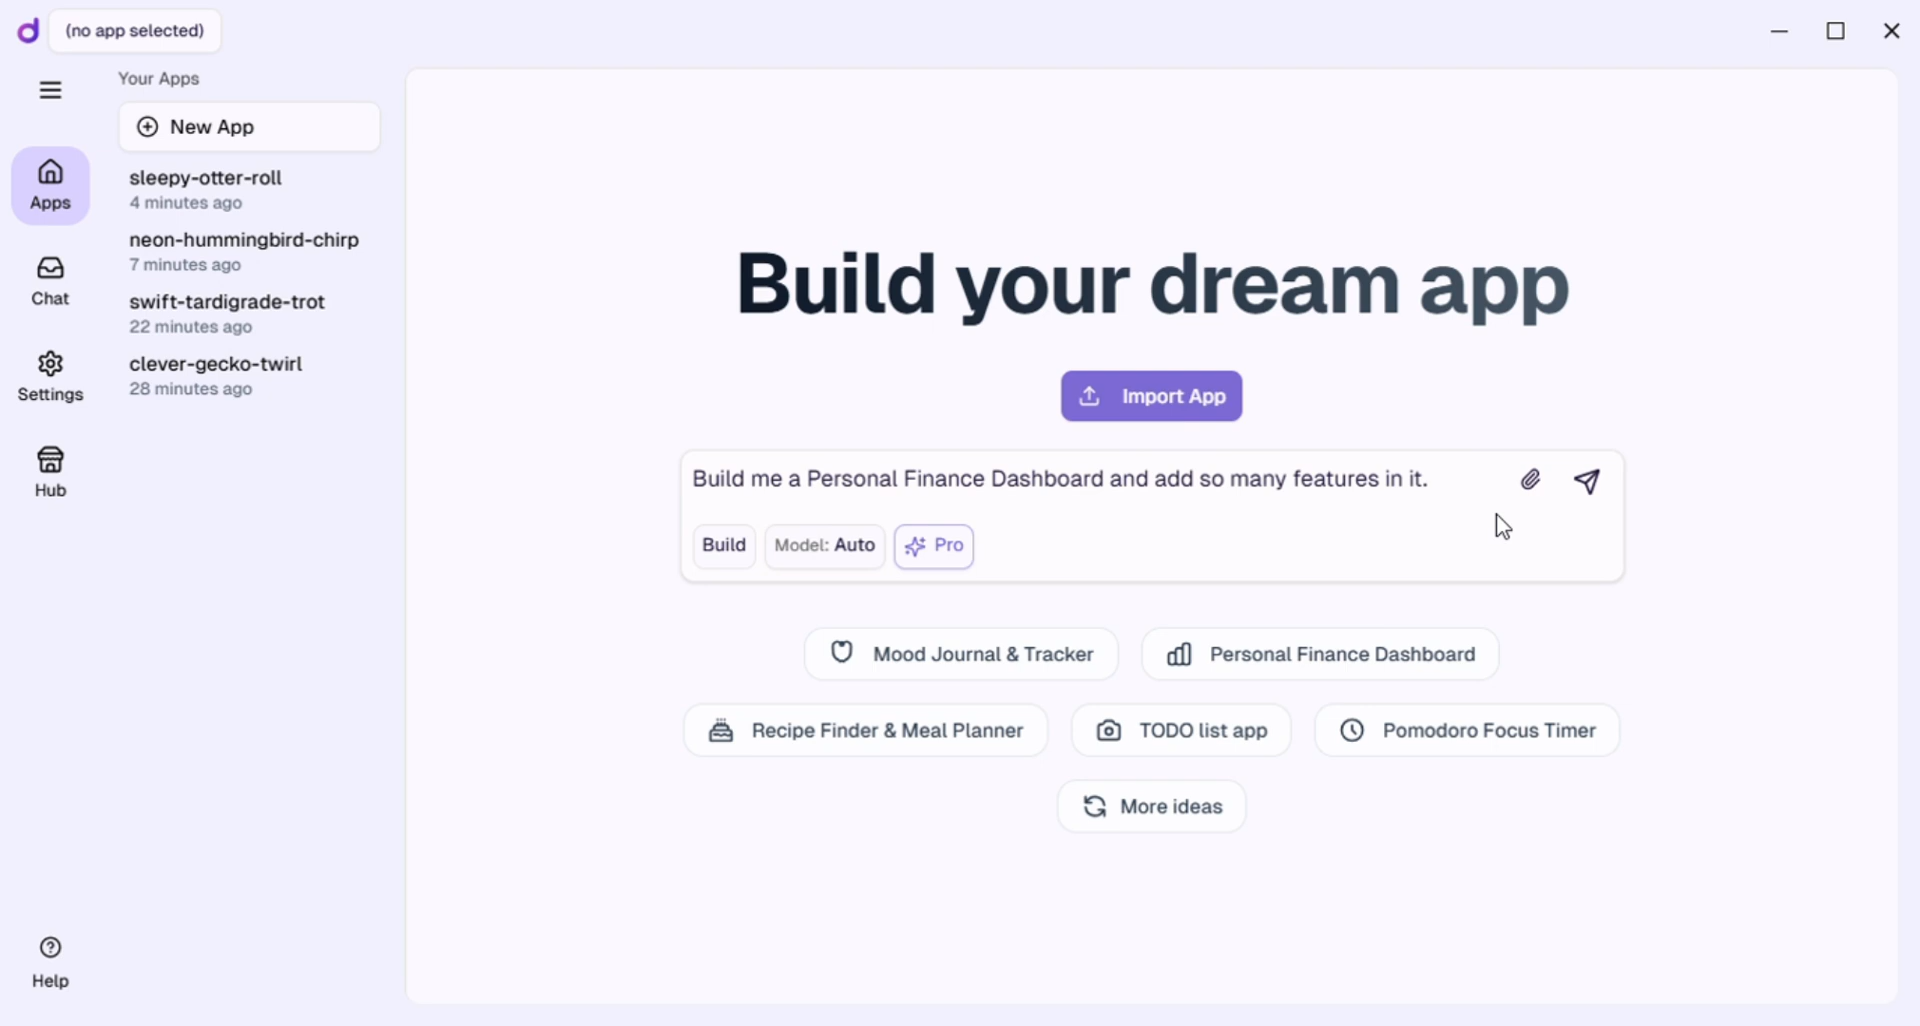 (no app selected)
Your Apps
New App
sleepy-otter-roll
4 minutes ago
neon-hummingbird-chirp
7 minutes ago
swift-tardigrade-trot
22 minutes ago
clever-gecko-twirl
28 minutes ago
Apps
Chat
Settings
Hub
Help
Build your dream app
Import App
Build me a Personal Finance Dashboard and add so many features in it.
Build Model: Auto Pro
Mood Journal & Tracker Personal Finance Dashboard
Recipe Finder & Meal Planner TODO list app Pomodoro Focus Timer
More ideas